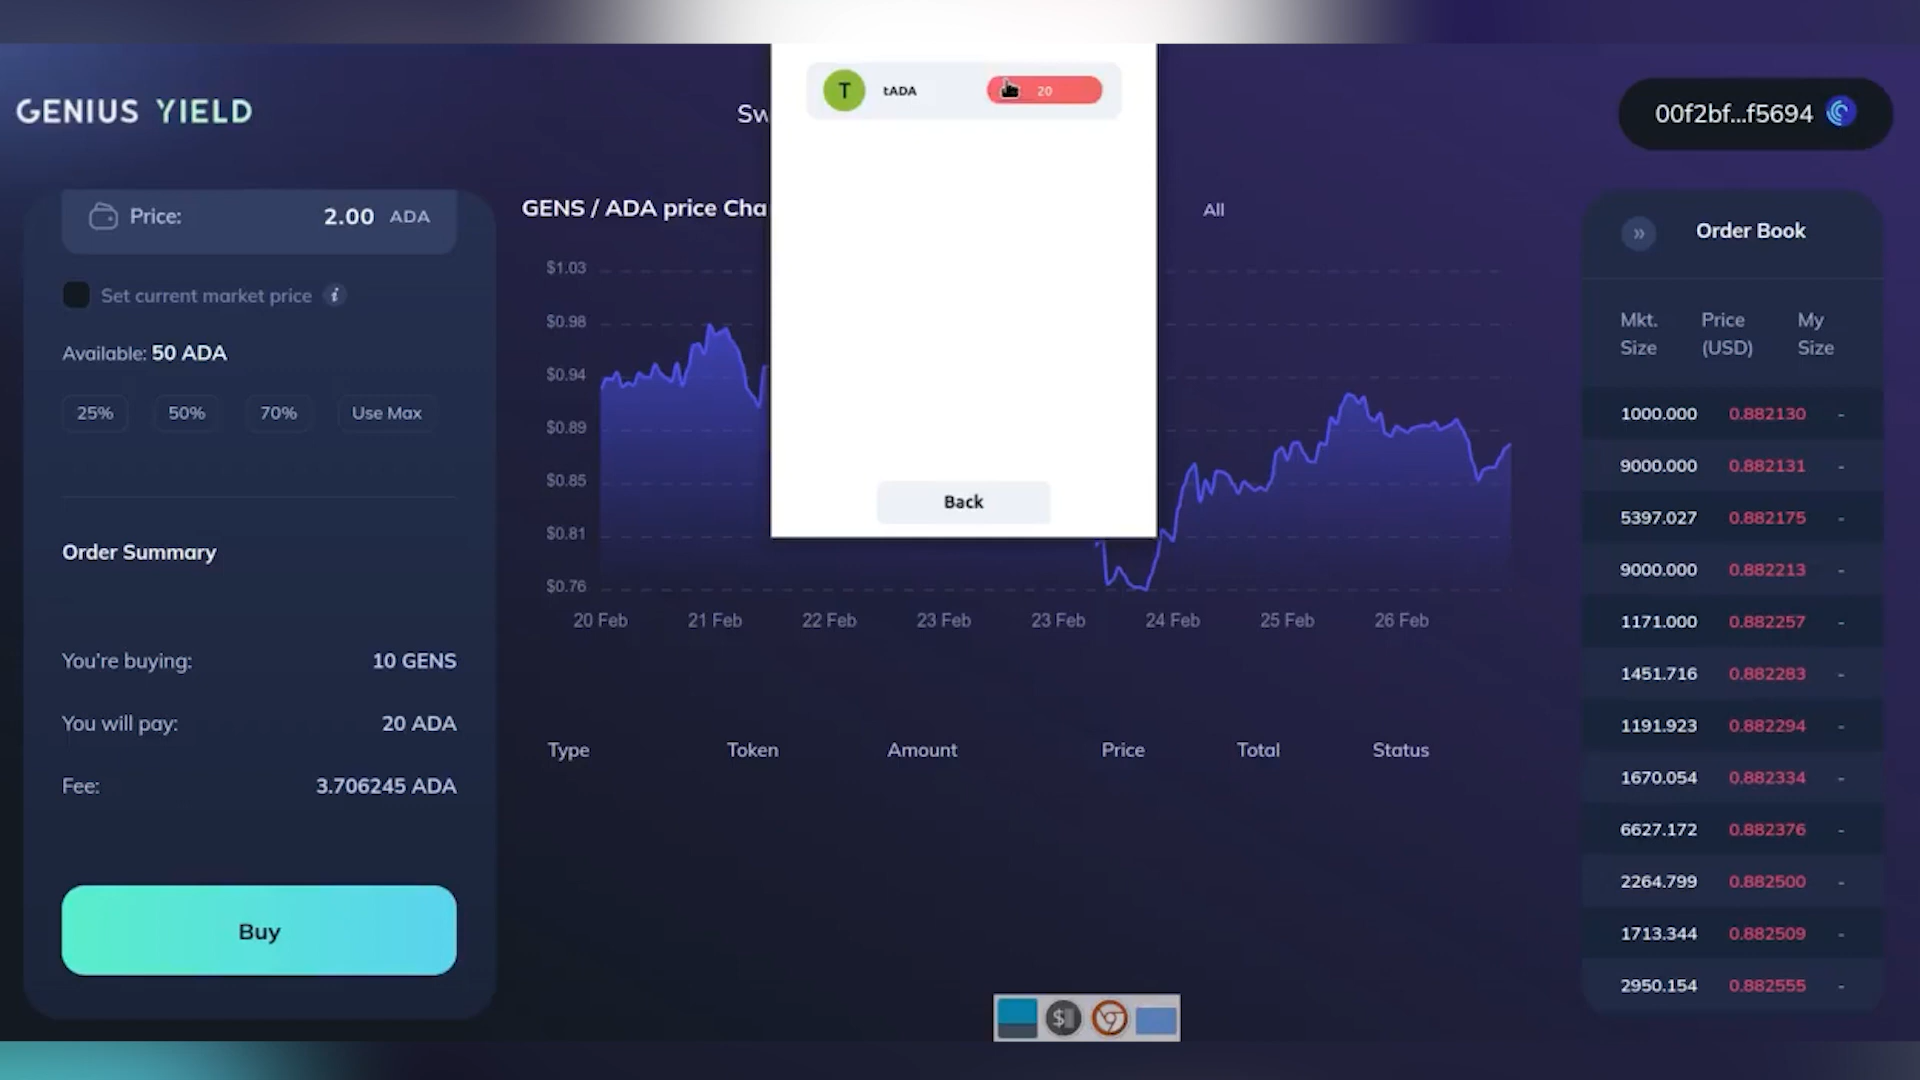 GENIUS YIELD
Sw
T tADA 20
00f2bf...f5694
Price: 2.00 ADA
Set current market price i
Available: 50 ADA
25% 50% 70% Use Max
Order Summary
You're buying: 10 GENS
You will pay: 20 ADA
Fee: 3.706245 ADA
Buy
GENS / ADA price Cha
All
$1.03
$0.98
$0.94
$0.89
$0.85
$0.81
$0.76
20 Feb 21 Feb 22 Feb 23 Feb 23 Feb 24 Feb 25 Feb 26 Feb
Back
Type Token Amount Price Total Status
» Order Book
Mkt. Price My
Size (USD) Size
1000.000 0.882130 -
9000.000 0.882131 -
5397.027 0.882175 -
9000.000 0.882213 -
1171.000 0.882257 -
1451.716 0.882283 -
1191.923 0.882294 -
1670.054 0.882334 -
6627.172 0.882376 -
2264.799 0.882500 -
1713.344 0.882509 -
2950.154 0.882555 -
$